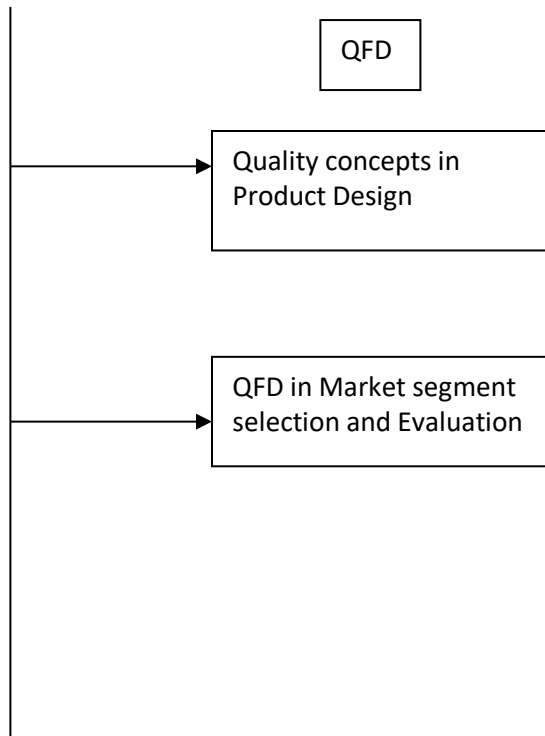 QFD
Quality concepts in
Product Design
QFD in Market segment
selection and Evaluation